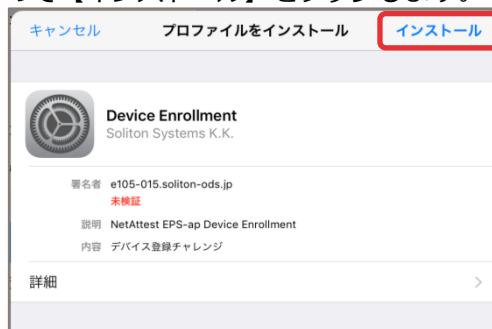 キャンセル プロファイルをインストール インストール
Device Enrollment
Soliton Systems K.K.
署名者 e105-015.soliton-ods.jp
未検証
説明 NetAttest EPS-ap Device Enrollment
内容 デバイス登録チャレンジ
詳細